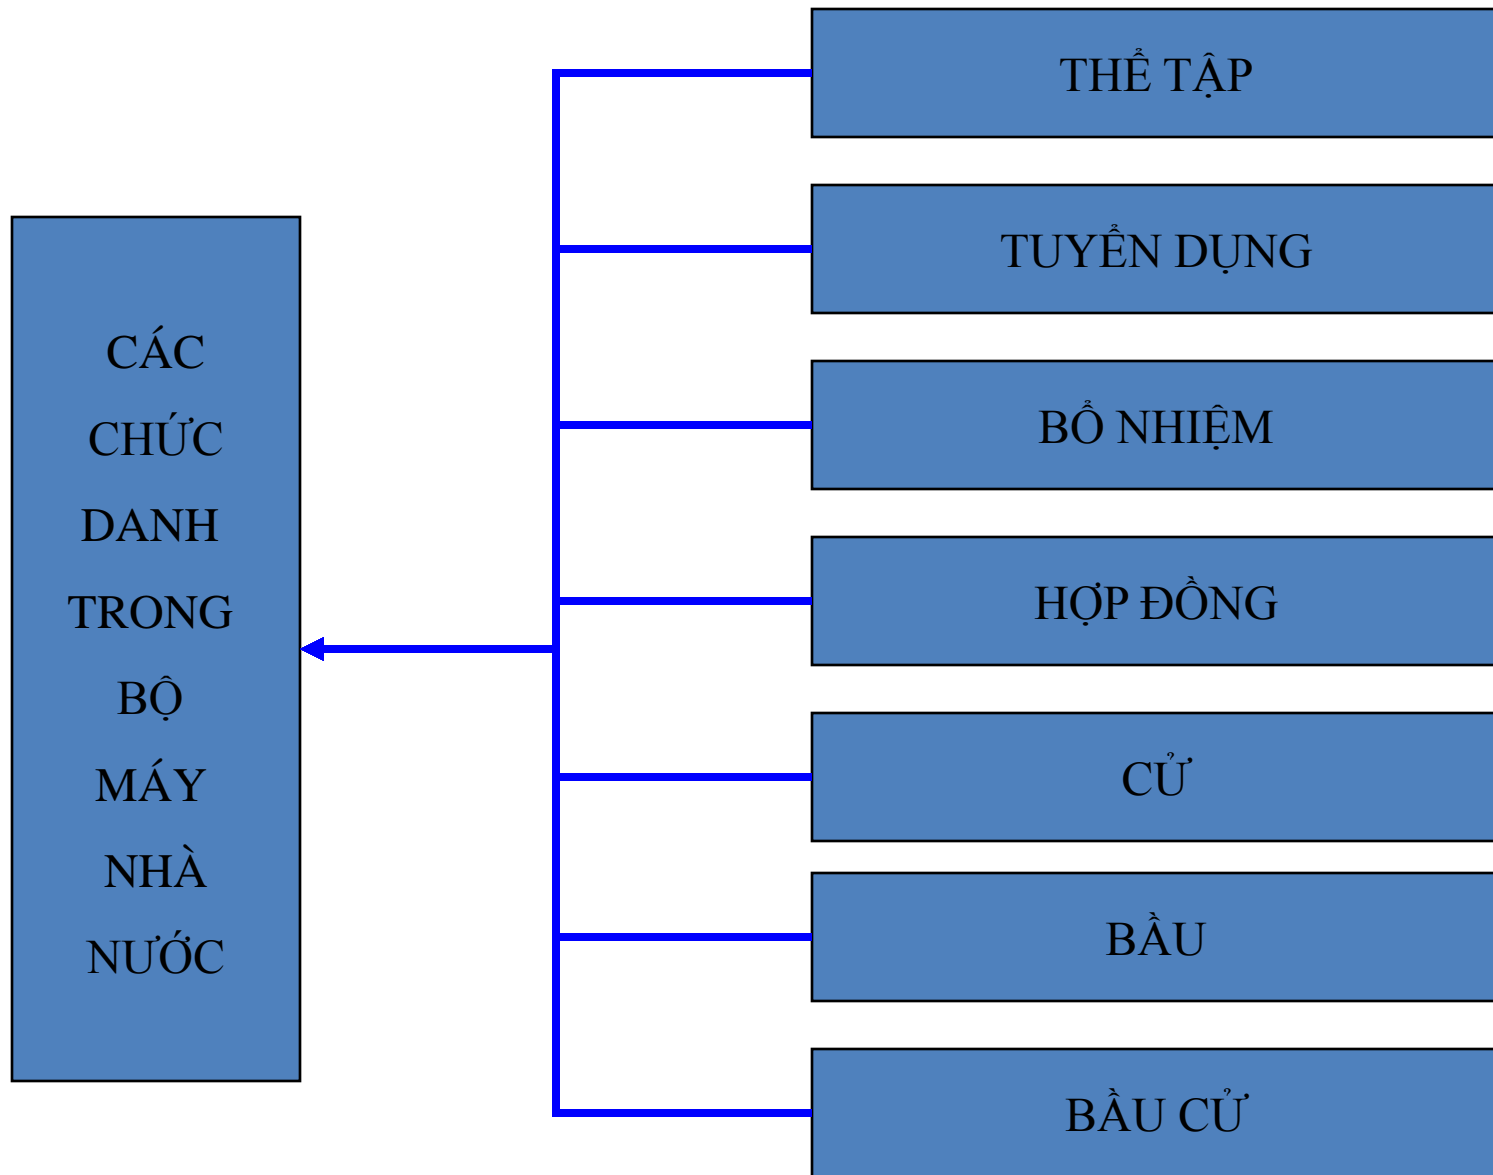 CÁC
CHỨC
DANH
TRONG
BỘ
MÁY
NHÀ
NƯỚC
THỂ TẬP
TUYỂN DỤNG
BỔ NHIỆM
HỢP ĐỒNG
CỬ
BẦU
BẦU CỬ